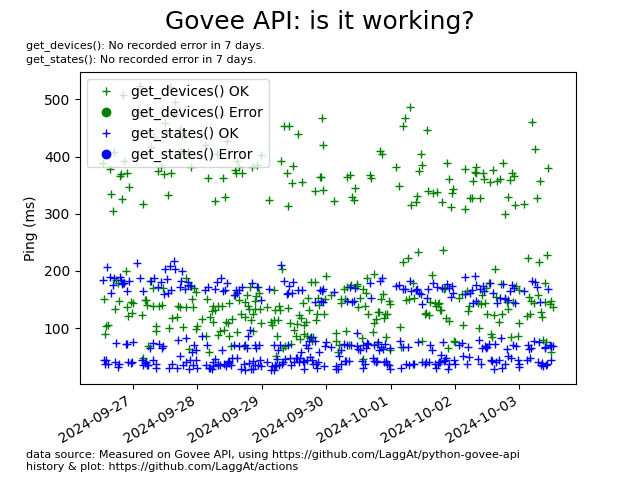 Govee API: is it working?
get_devices(): No recorded error in 7 days.
get_states(): No recorded error in 7 days.
get_devices() OK
get_devices() Error
get_states() OK
get_states() Error
Ping (ms)
500
400
300
200
100
2024-09-27
2024-09-28
2024-09-29
2024-09-30
2024-10-01
2024-10-02
2024-10-03
data source: Measured on Govee API, using https://github.com/LaggAt/python-govee-api
history & plot: https://github.com/LaggAt/actions